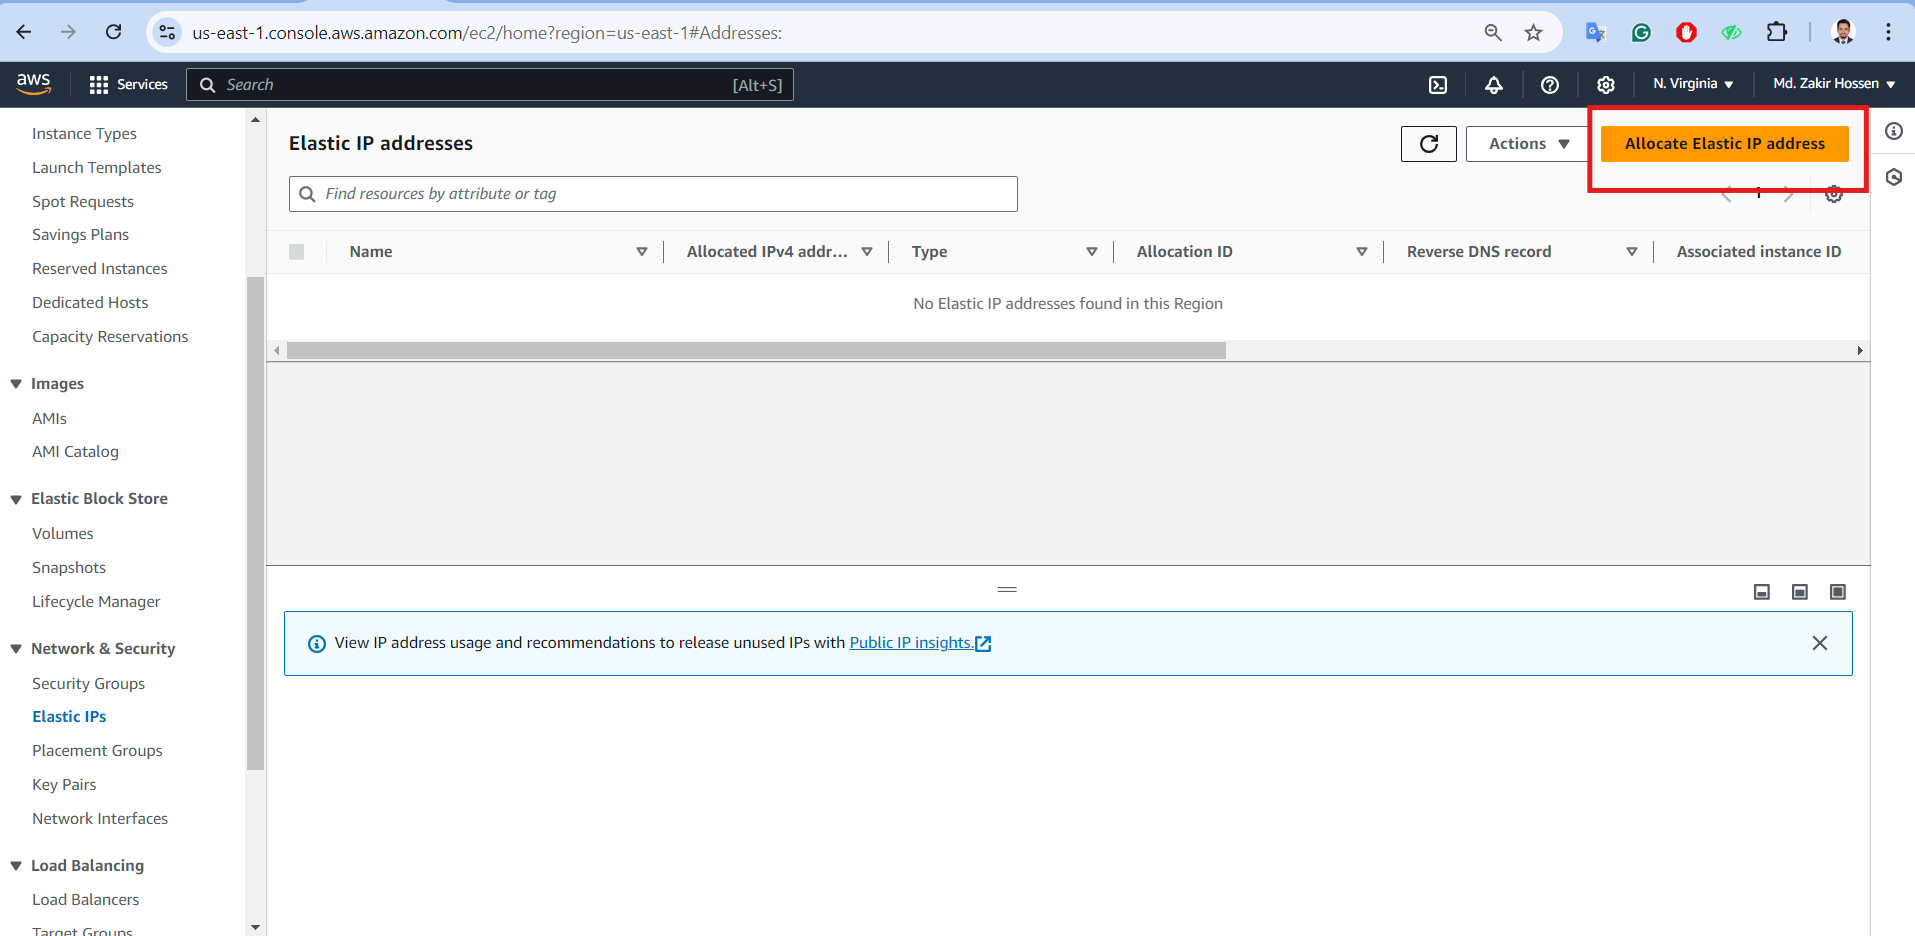 us-east-1.console.aws.amazon.com/ec2/home?region=us-east-1#Addresses:
aws
Services
Search
[Alt+S]
N. Virginia
Md. Zakir Hossen
Instance Types
Launch Templates
Spot Requests
Savings Plans
Reserved Instances
Dedicated Hosts
Capacity Reservations
Images
AMIs
AMI Catalog
Elastic Block Store
Volumes
Snapshots
Lifecycle Manager
Network & Security
Security Groups
Elastic IPs
Placement Groups
Key Pairs
Network Interfaces
Load Balancing
Load Balancers
Target Groups
Elastic IP addresses
Actions
Allocate Elastic IP address
Find resources by attribute or tag
1
Name
Allocated IPv4 addr...
Type
Allocation ID
Reverse DNS record
Associated instance ID
No Elastic IP addresses found in this Region
View IP address usage and recommendations to release unused IPs with Public IP insights.